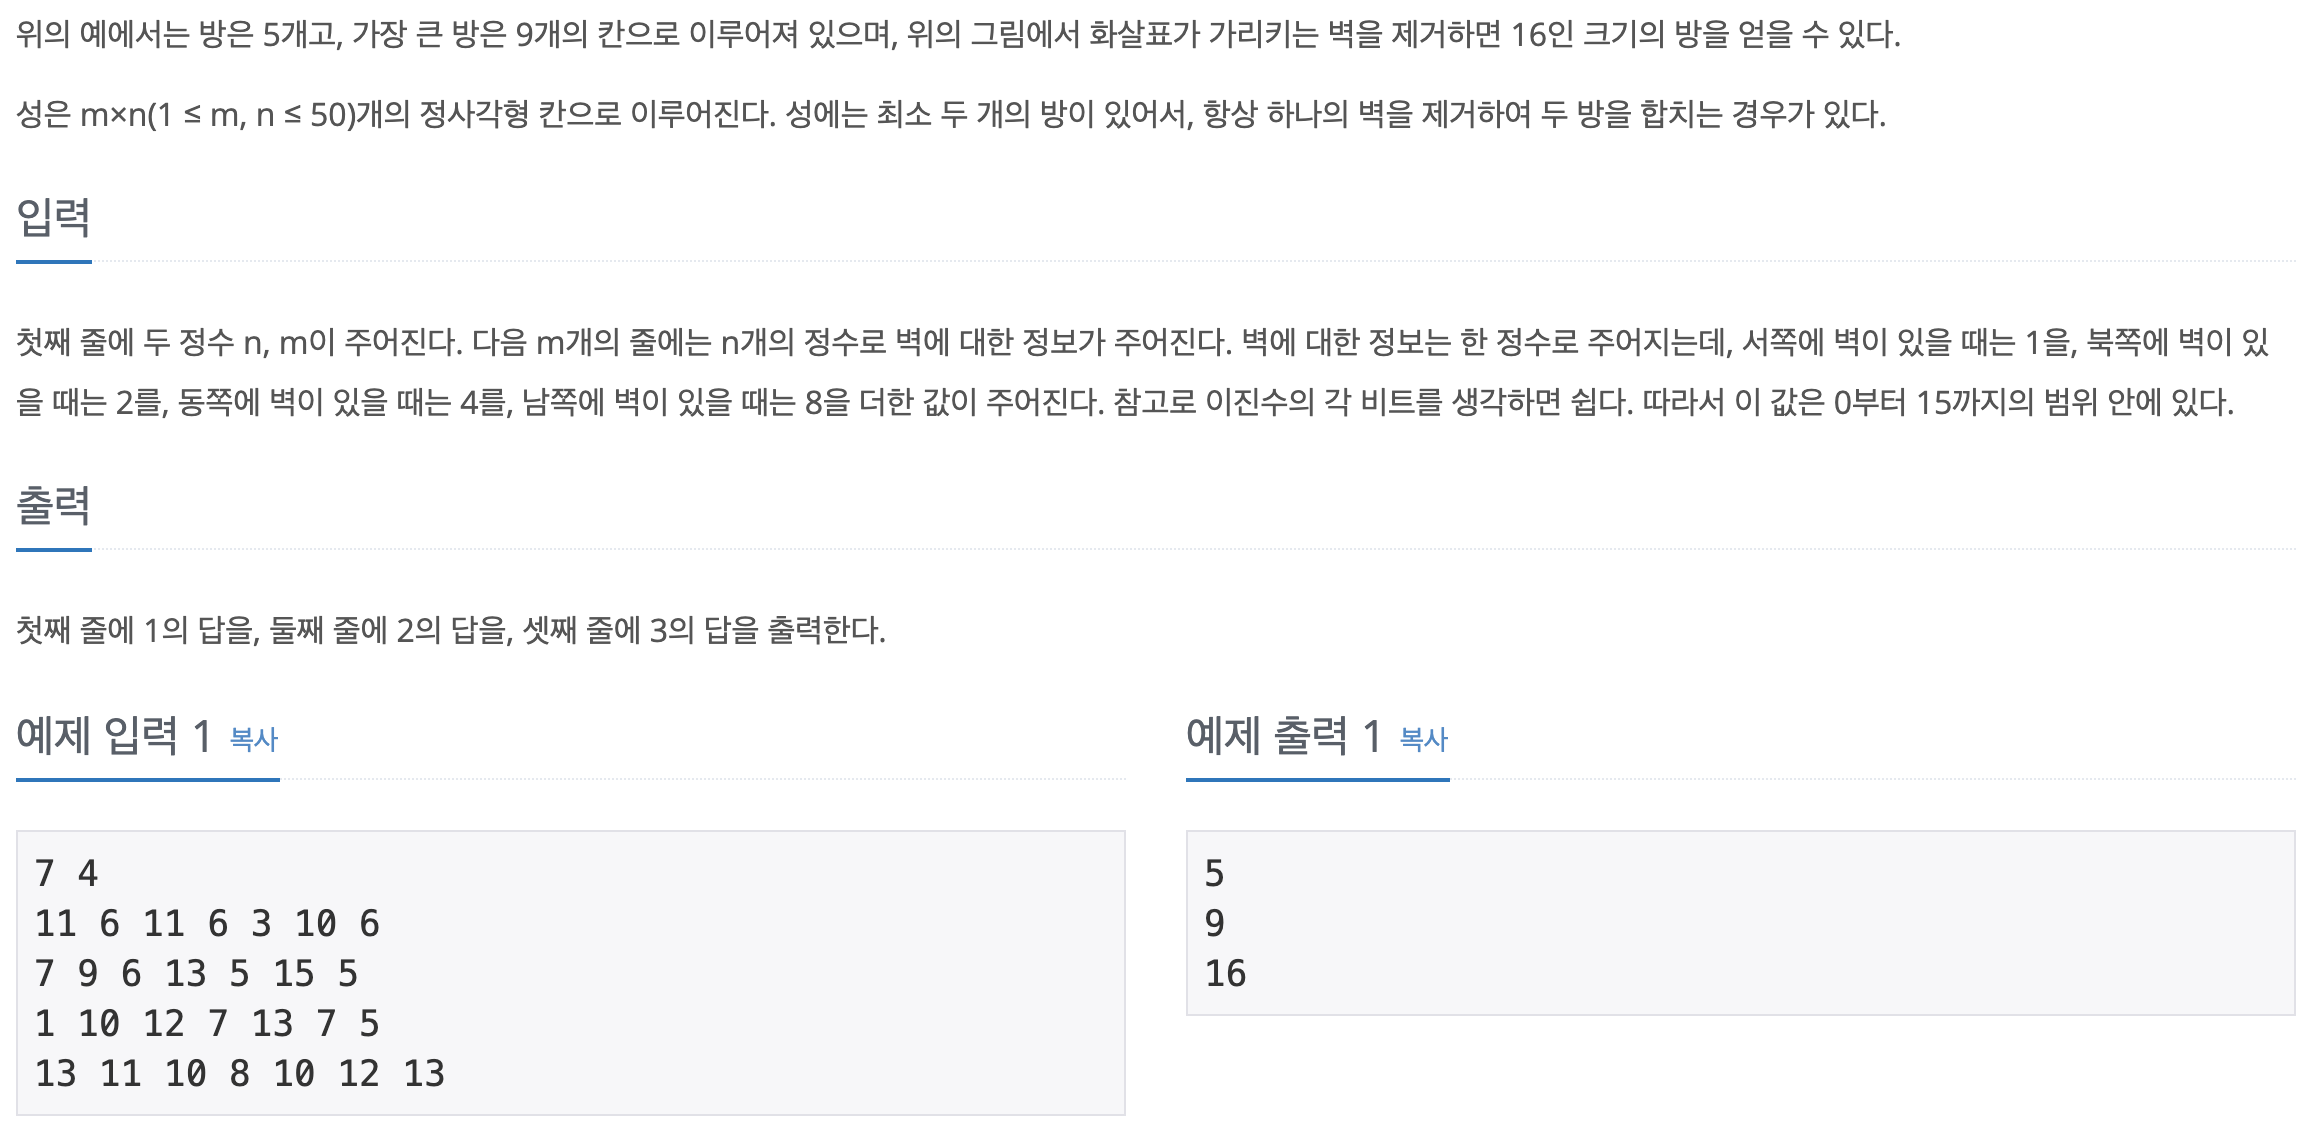 위의 예에서는 방은 5개고, 가장 큰 방은 9개의 칸으로 이루어져 있으며, 위의 그림에서 화살표가 가리키는 벽을 제거하면 16인 크기의 방을 얻을 수 있다.
성은 m×n(1 ≤ m, n ≤ 50)개의 정사각형 칸으로 이루어진다. 성에는 최소 두 개의 방이 있어서, 항상 하나의 벽을 제거하여 두 방을 합치는 경우가 있다.
입력
첫째 줄에 두 정수 n, m이 주어진다. 다음 m개의 줄에는 n개의 정수로 벽에 대한 정보가 주어진다. 벽에 대한 정보는 한 정수로 주어지는데, 서쪽에 벽이 있을 때는 1을, 북쪽에 벽이 있
을 때는 2를, 동쪽에 벽이 있을 때는 4를, 남쪽에 벽이 있을 때는 8을 더한 값이 주어진다. 참고로 이진수의 각 비트를 생각하면 쉽다. 따라서 이 값은 0부터 15까지의 범위 안에 있다.
출력
첫째 줄에 1의 답을, 둘째 줄에 2의 답을, 셋째 줄에 3의 답을 출력한다.
예제 입력 1 복사
7 4
11 6 11 6 3 10 6
7 9 6 13 5 15 5
1 10 12 7 13 7 5
13 11 10 8 10 12 13
예제 출력 1 복사
5
9
16